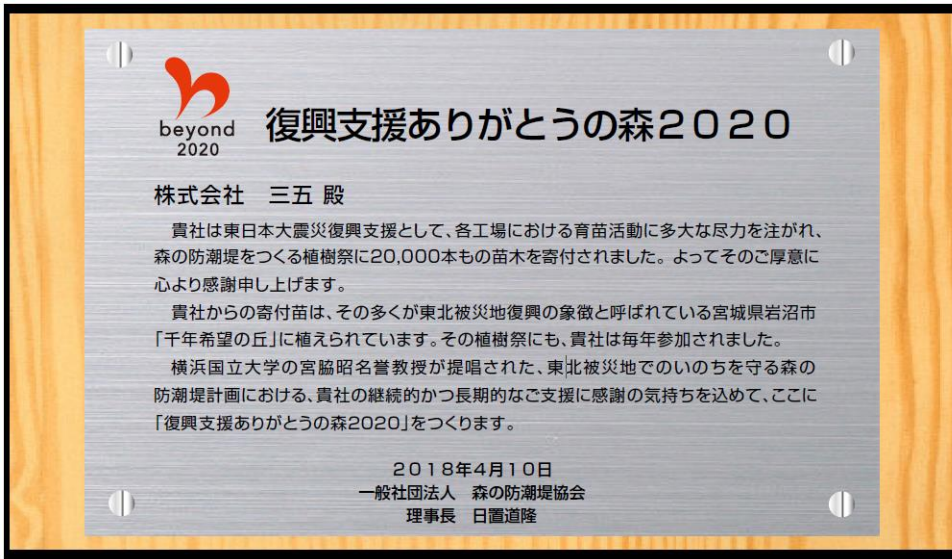 beyond
2020
復興支援ありがとうの森2020
株式会社 三五 殿
貴社は東日本大震災復興支援として、各工場における育苗活動に多大な尽力を注がれ、
森の防潮堤をつくる植樹祭に20,000本もの苗木を寄付されました。よってそのご厚意に
心より感謝申し上げます。
貴社からの寄付苗は、その多くが東北被災地復興の象徴と呼ばれている宮城県岩沼市
「千年希望の丘」に植えられています。その植樹祭にも、貴社は毎年参加されました。
横浜国立大学の宮脇昭名誉教授が提唱された、東北被災地でのいのちを守る森の
防潮堤計画における、貴社の継続的かつ長期的なご支援に感謝の気持ちを込めて、ここに
「復興支援ありがとうの森2020」をつくります。
2018年4月10日
一般社団法人 森の防潮堤協会
理事長 日置道隆